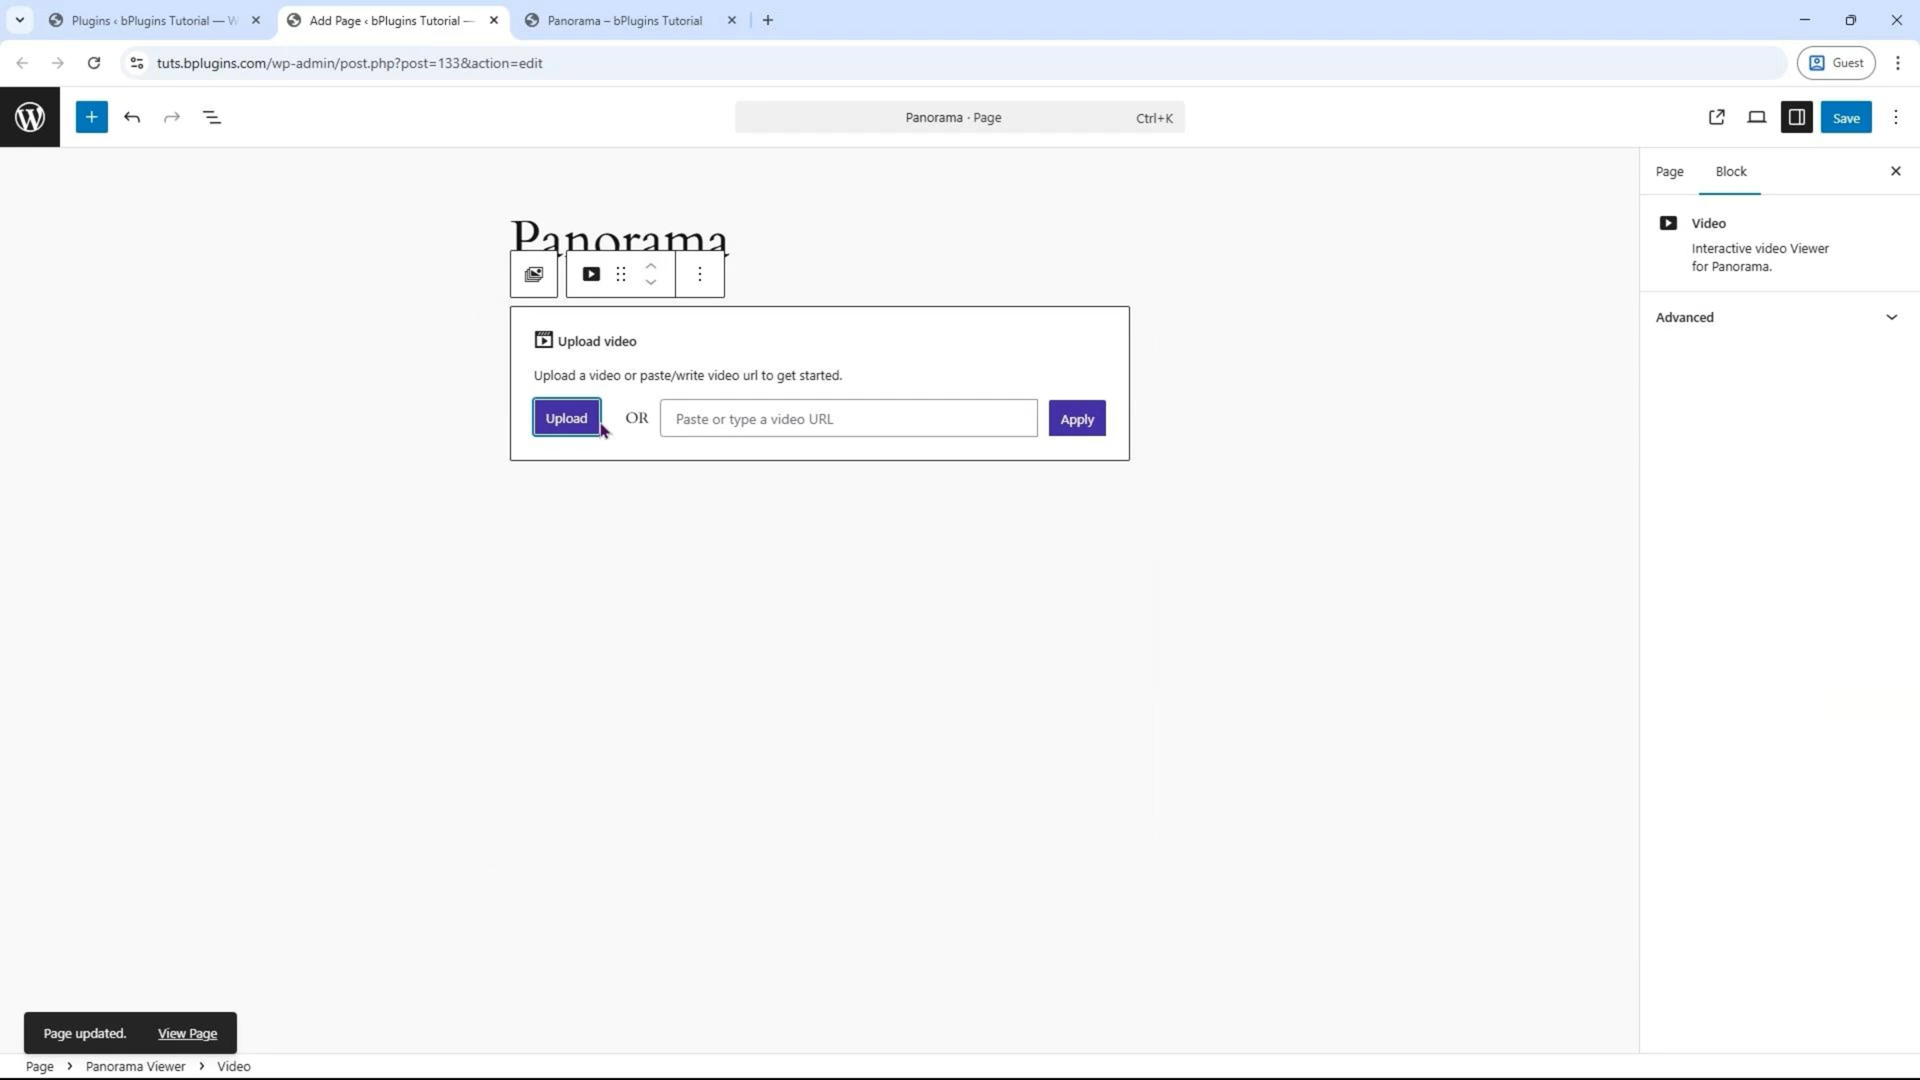 Plugins ‹ bPlugins Tutorial — W
Add Page ‹ bPlugins Tutorial —
Panorama – bPlugins Tutorial
tuts.bplugins.com/wp-admin/post.php?post=133&action=edit
Guest
Panorama · Page
Ctrl+K
Save
Page
Block
Video
Interactive video Viewer
for Panorama.
Advanced
Panorama
Upload video
Upload a video or paste/write video url to get started.
Upload
OR
Paste or type a video URL
Apply
Page updated.
View Page
Page
Panorama Viewer
Video